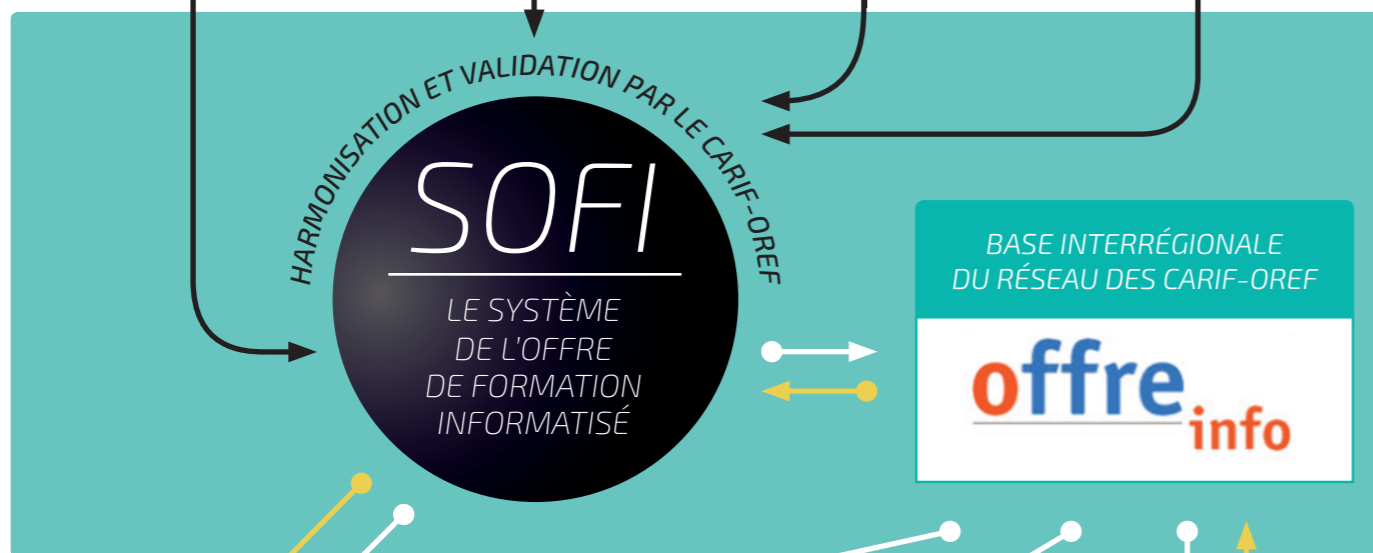 HARMONISATION ET VALIDATION PAR LE CARIF-OREF
SOFI
LE SYSTÈME
DE L'OFFRE
DE FORMATION
INFORMATISÉ
BASE INTERRÉGIONALE
DU RÉSEAU DES CARIF-OREF
offre
info